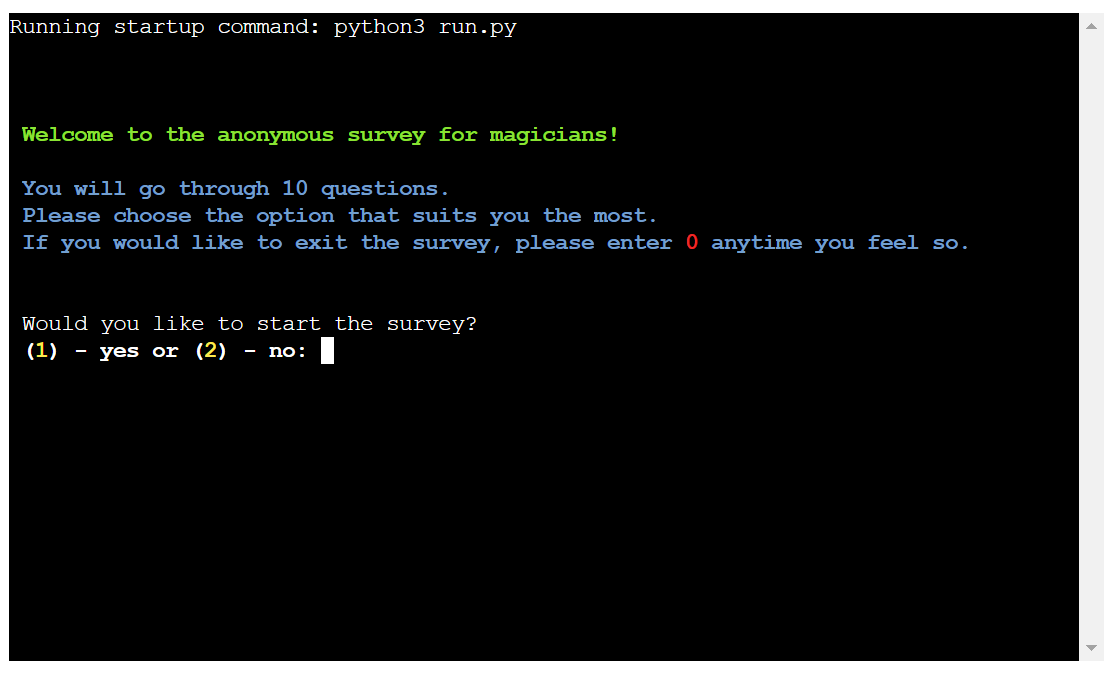 Running startup command: python3 run.py
Welcome to the anonymous survey for magicians!
You will go through 10 questions.
Please choose the option that suits you the most.
If you would like to exit the survey, please enter 0 anytime you feel so.
Would you like to start the survey?
(1) - yes or (2) - no: